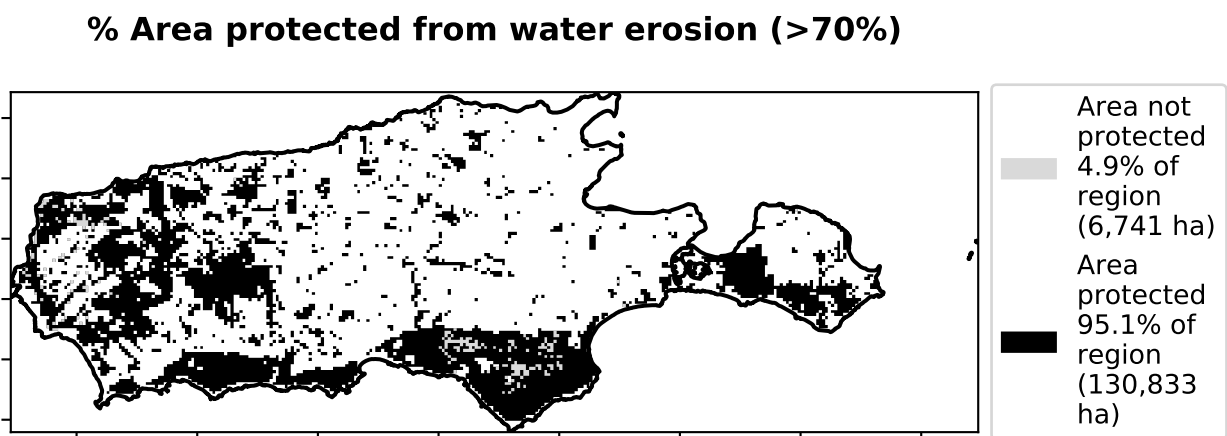 % Area protected from water erosion (>70%)
Area not
protected
4.9% of
region
(6,741 ha)
Area
protected
95.1% of
region
(130,833
ha)